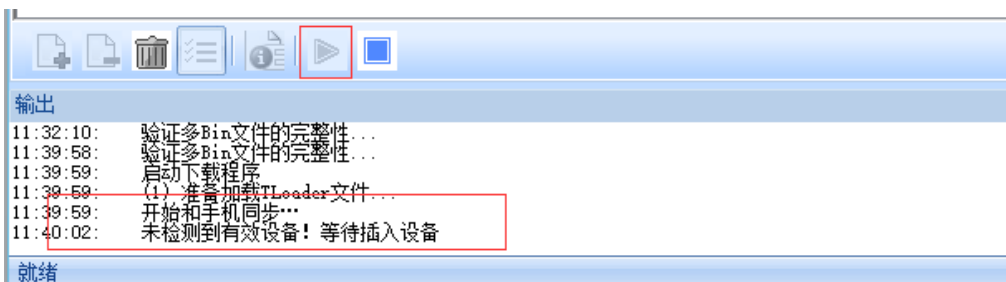 输出
11:32:10: 验证多Bin文件的完整性...
11:39:58: 验证多Bin文件的完整性...
11:39:59: 启动下载程序
11:39:59: (1) 准备加载TLoader文件...
11:39:59: 开始和手机同步…
11:40:02: 未检测到有效设备！等待插入设备
就绪